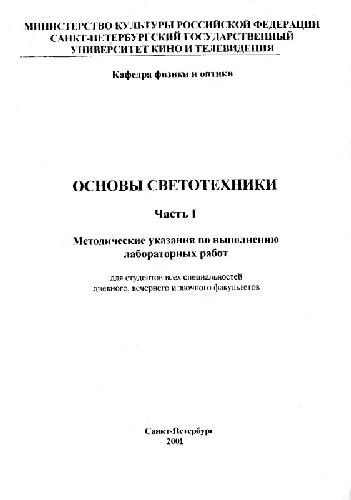 МИНИСТЕРСТВО КУЛЬТУРЫ РОССИЙСКОЙ ФЕДЕРАЦИИ
САНКТ-ПЕТЕРБУРГСКИЙ ГОСУДАРСТВЕННЫЙ
УНИВЕРСИТЕТ КИНО И ТЕЛЕВИДЕНИЯ
Кафедра физики и оптики
ОСНОВЫ СВЕТОТЕХНИКИ
Часть I
Методические указания по выполнению
лабораторных работ
для студентов всех специальностей
дневного, вечернего и заочного факультетов
Санкт-Петербург
2001